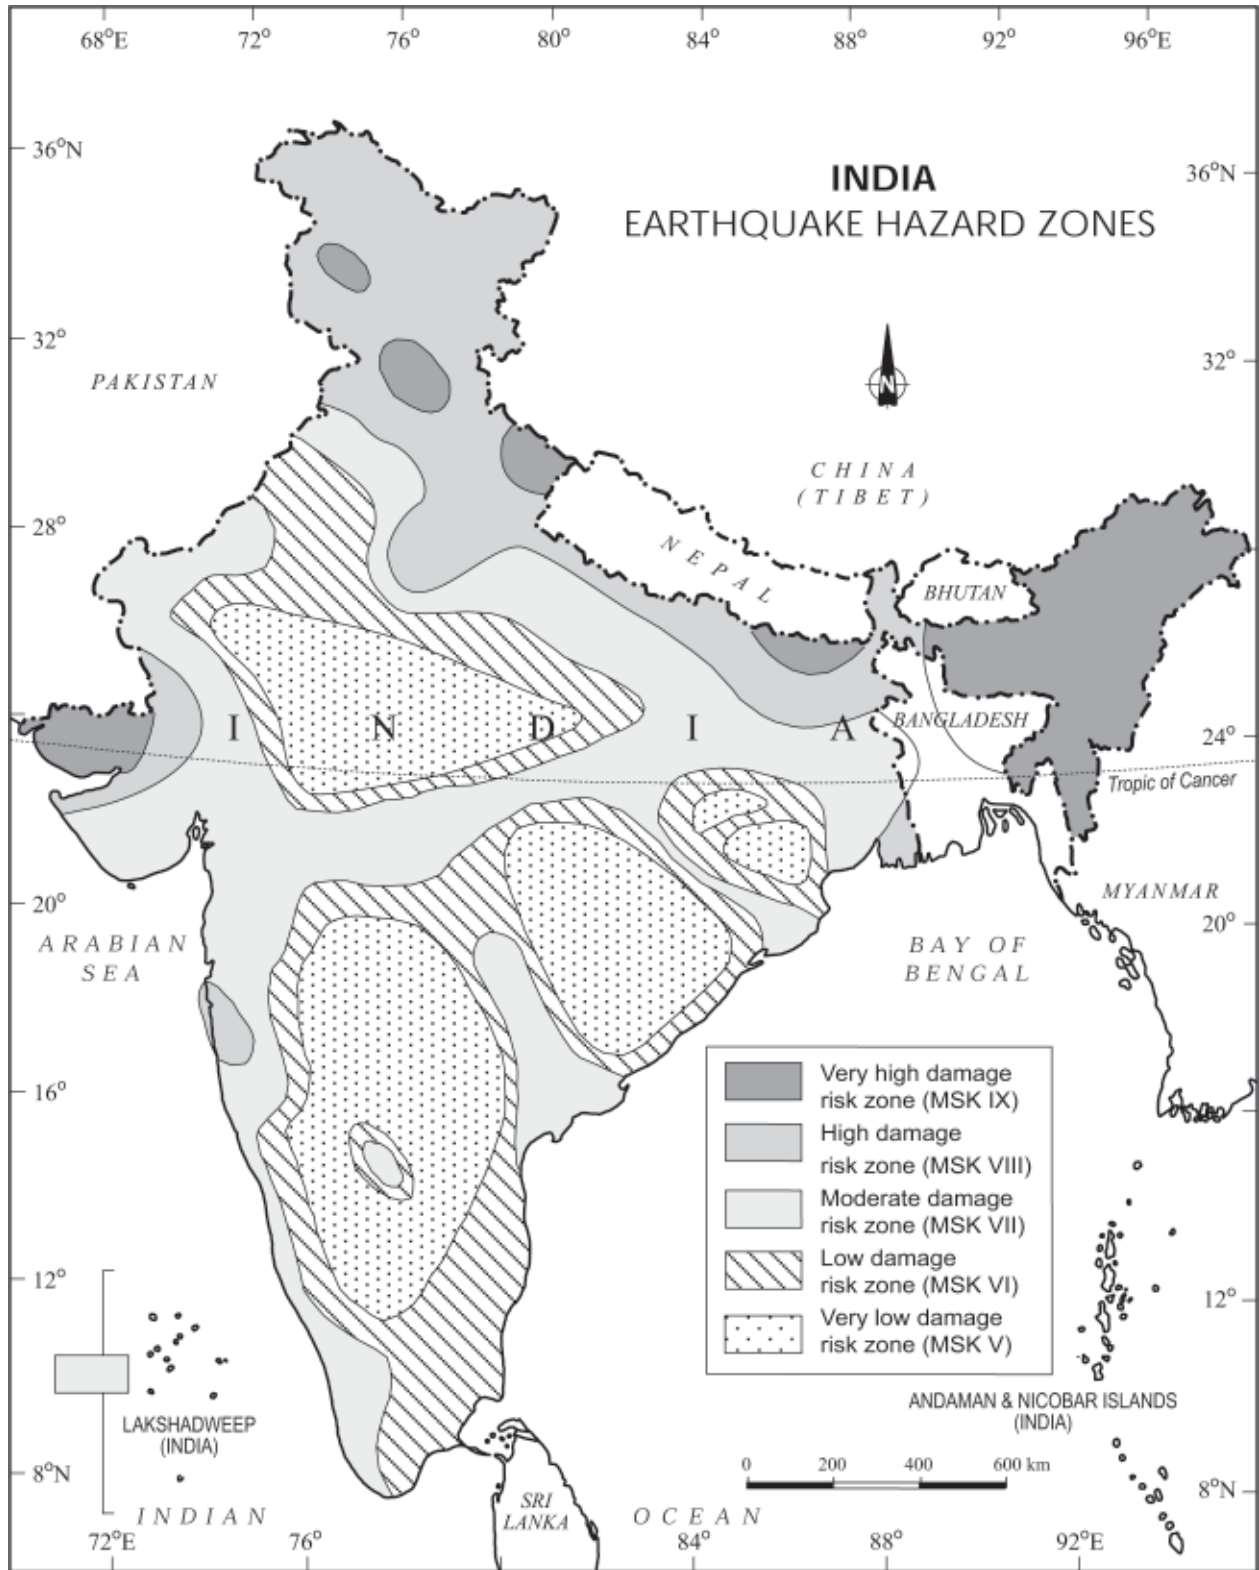 68°E 72° 76° 80° 84° 88° 92° 96°E
36°N
36°N
INDIA
EARTHQUAKE HAZARD ZONES
32°
32°
PAKISTAN
N
CHINA
(TIBET)
28°
28°
NEPAL
BHUTAN
I N D I A
BANGLADESH
24°
Tropic of Cancer
20°
20°
MYANMAR
ARABIAN
SEA
BAY OF
BENGAL
16°
Very high damage
risk zone (MSK IX)
High damage
risk zone (MSK VIII)
Moderate damage
risk zone (MSK VII)
Low damage
risk zone (MSK VI)
Very low damage
risk zone (MSK V)
12°
12°
LAKSHADWEEP
(INDIA)
ANDAMAN & NICOBAR ISLANDS
(INDIA)
0 200 400 600 km
8°N
8°N
SRI
LANKA
INDIAN OCEAN
72°E 76° 84° 88° 92°E